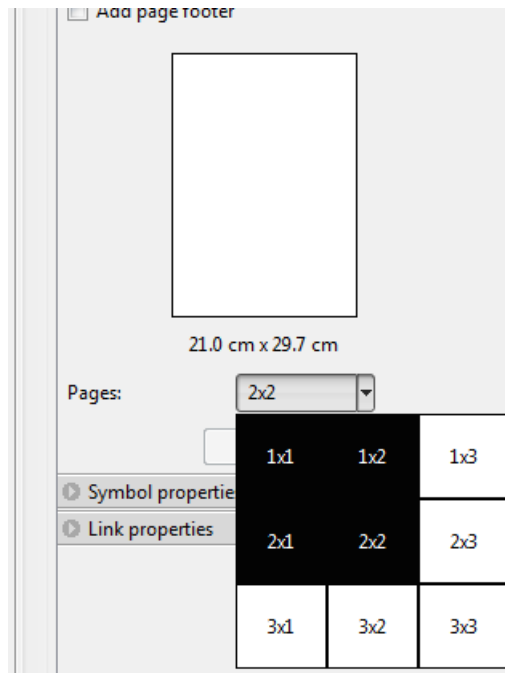 Add page footer
21.0 cm x 29.7 cm
Pages:
2x2
1x1 1x2 1x3
Symbol propertie
Link properties
2x1 2x2 2x3
3x1 3x2 3x3